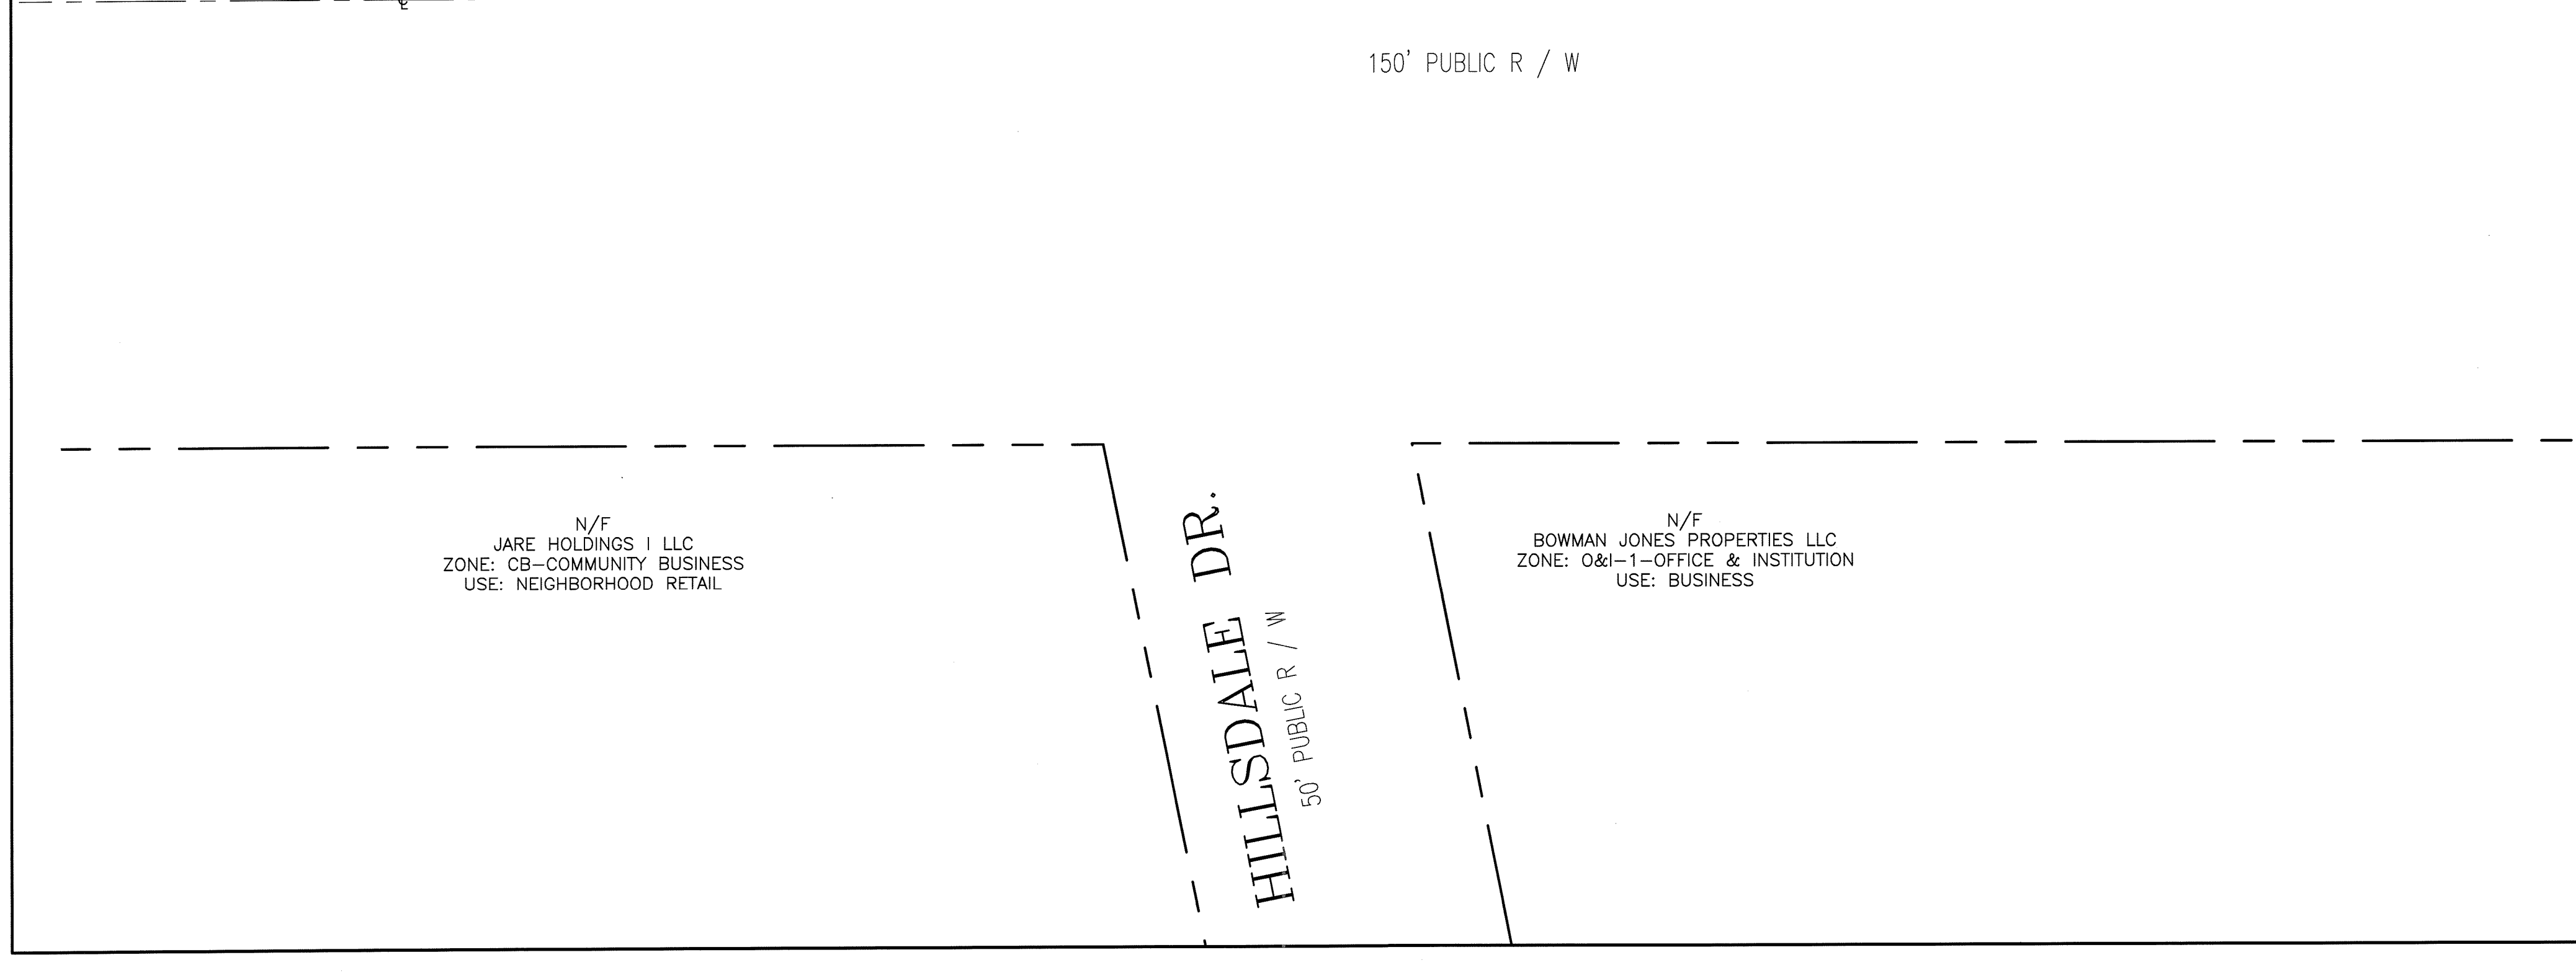 ℄
150' PUBLIC R / W
N/F
JARE HOLDINGS I LLC
ZONE: CB-COMMUNITY BUSINESS
USE: NEIGHBORHOOD RETAIL
HILLSDALE DR.
50' PUBLIC R / W
N/F
BOWMAN JONES PROPERTIES LLC
ZONE: O&I-1-OFFICE & INSTITUTION
USE: BUSINESS